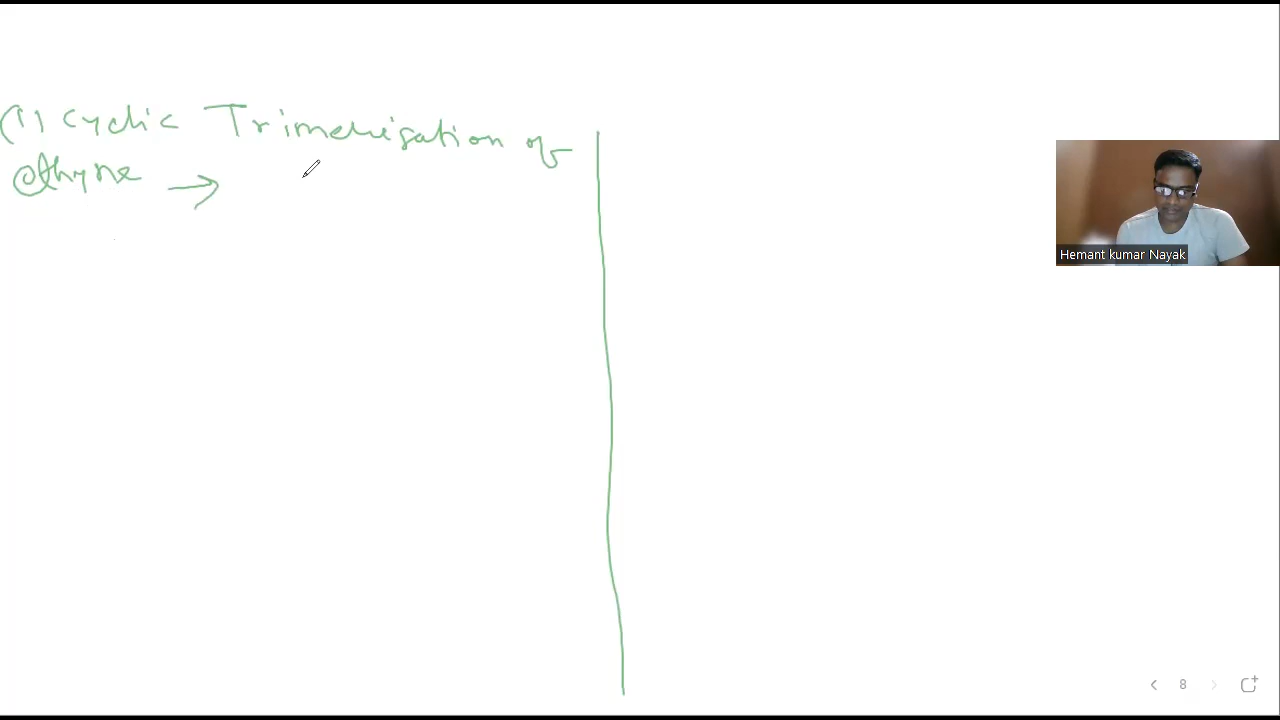 (1) Cyclic Trimerisation of
ethyne →
Hemant kumar Nayak
8